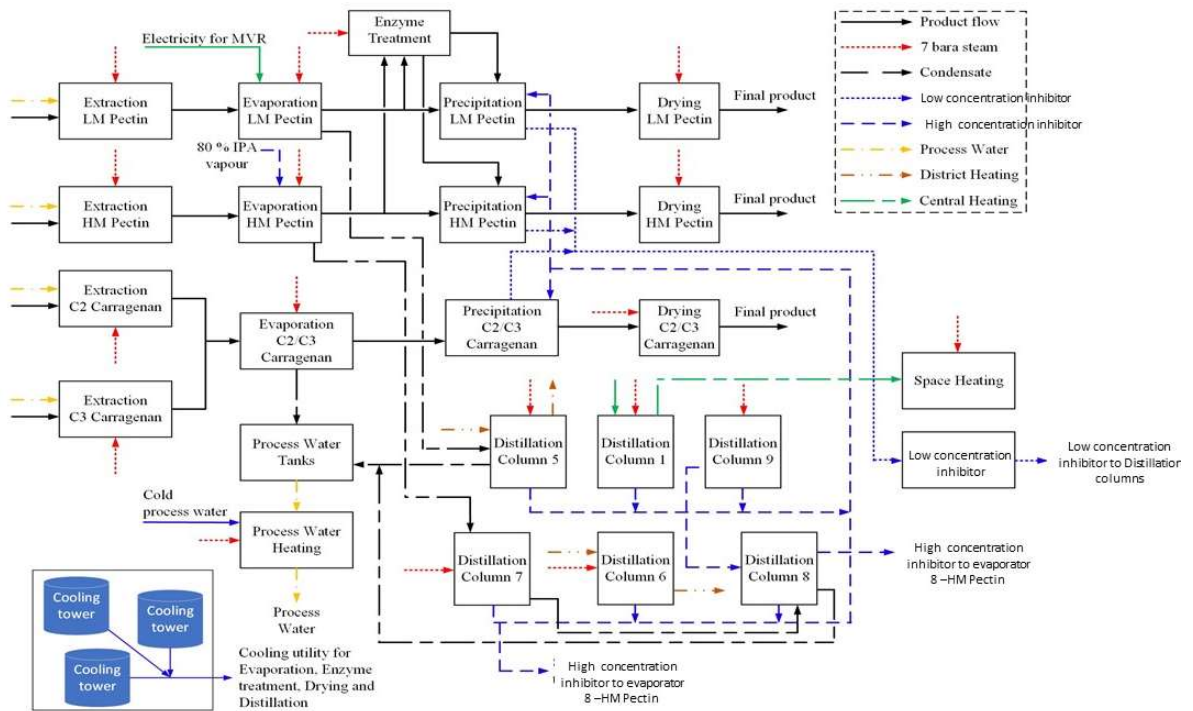 Electricity for MVR
Enzyme
Treatment
Extraction
LM Pectin
Evaporation
LM Pectin
Precipitation
LM Pectin
Drying
LM Pectin
Final product
80 % IPA
vapour
Extraction
HM Pectin
Evaporation
HM Pectin
Precipitation
HM Pectin
Drying
HM Pectin
Final product
Extraction
C2 Carragenan
Evaporation
C2/C3
Carragenan
Precipitation
C2/C3
Carragenan
Drying
C2/C3
Carragenan
Final product
Extraction
C3 Carragenan
Product flow
7 bara steam
Condensate
Low concentration inhibitor
High concentration inhibitor
Process Water
District Heating
Central Heating
Space Heating
Process Water
Tanks
Distillation
Column 5
Distillation
Column 1
Distillation
Column 9
Low concentration
inhibitor
Low concentration
inhibitor to Distillation
columns
Cold
process water
Process Water
Heating
Process
Water
Distillation
Column 7
Distillation
Column 6
Distillation
Column 8
High concentration
inhibitor to evaporator
8 –HM Pectin
High concentration
inhibitor to evaporator
8 –HM Pectin
Cooling
tower
Cooling
tower
Cooling
tower
Cooling utility for
Evaporation, Enzyme
treatment, Drying and
Distillation